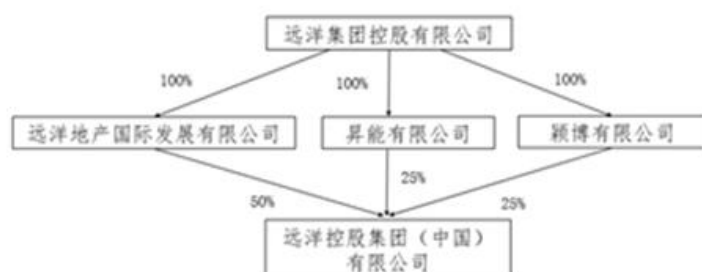 远洋集团控股有限公司
100%
100%
100%
远洋地产国际发展有限公司
昇能有限公司
颖博有限公司
50%
25%
25%
远洋控股集团（中国）
有限公司